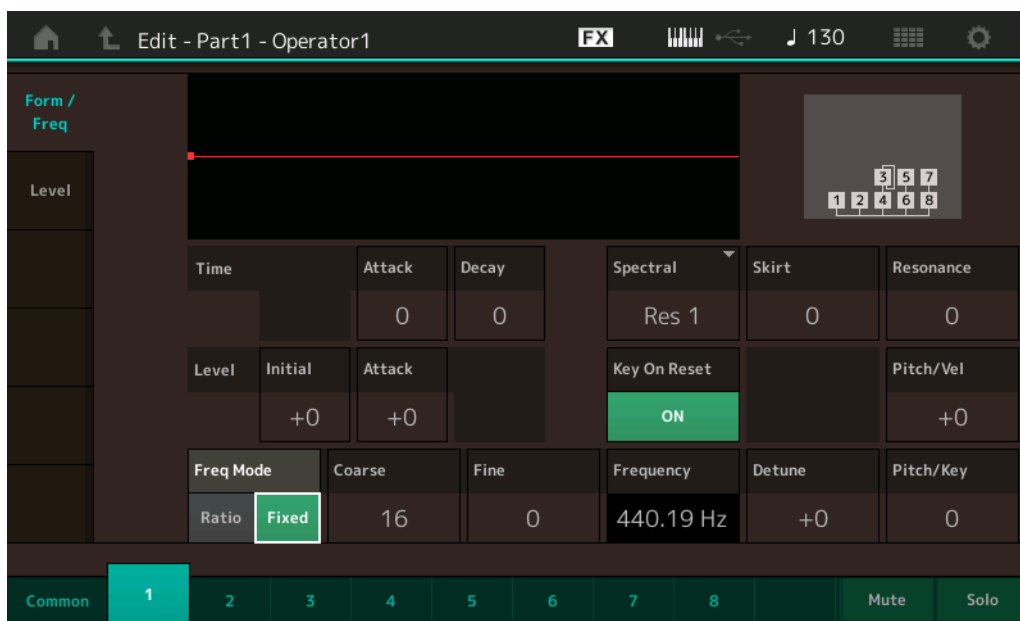 Edit - Part1 - Operator1 FX ♩ 130
Form /
Freq
Level
3 5 7
1 2 4 6 8
Time Attack Decay Spectral Skirt Resonance
0 0 Res 1 0 0
Level Initial Attack Key On Reset Pitch/Vel
+0 +0 ON +0
Freq Mode Coarse Fine Frequency Detune Pitch/Key
Ratio Fixed 16 0 440.19 Hz +0 0
Common 1 2 3 4 5 6 7 8 Mute Solo